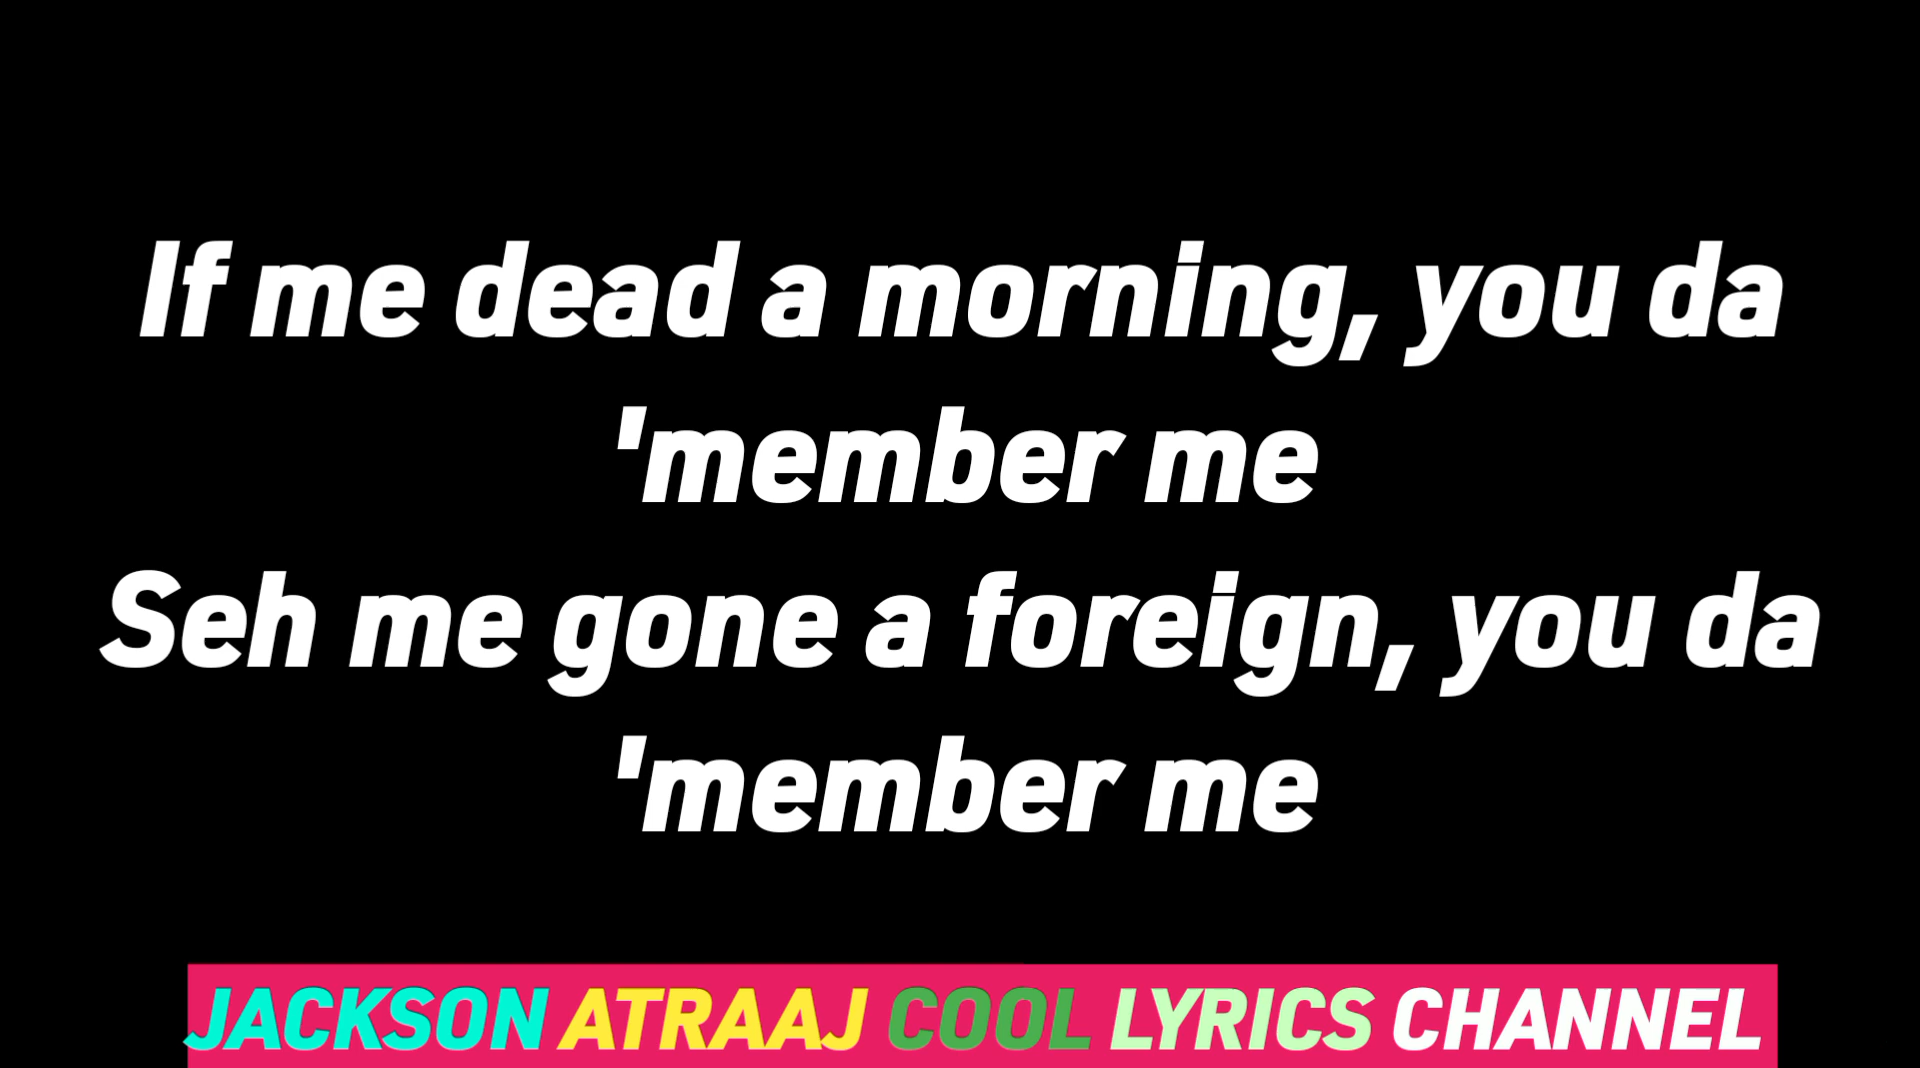 If me dead a morning, you da
'member me
Seh me gone a foreign, you da
'member me
JACKSON ATRAAJ COOL LYRICS CHANNEL